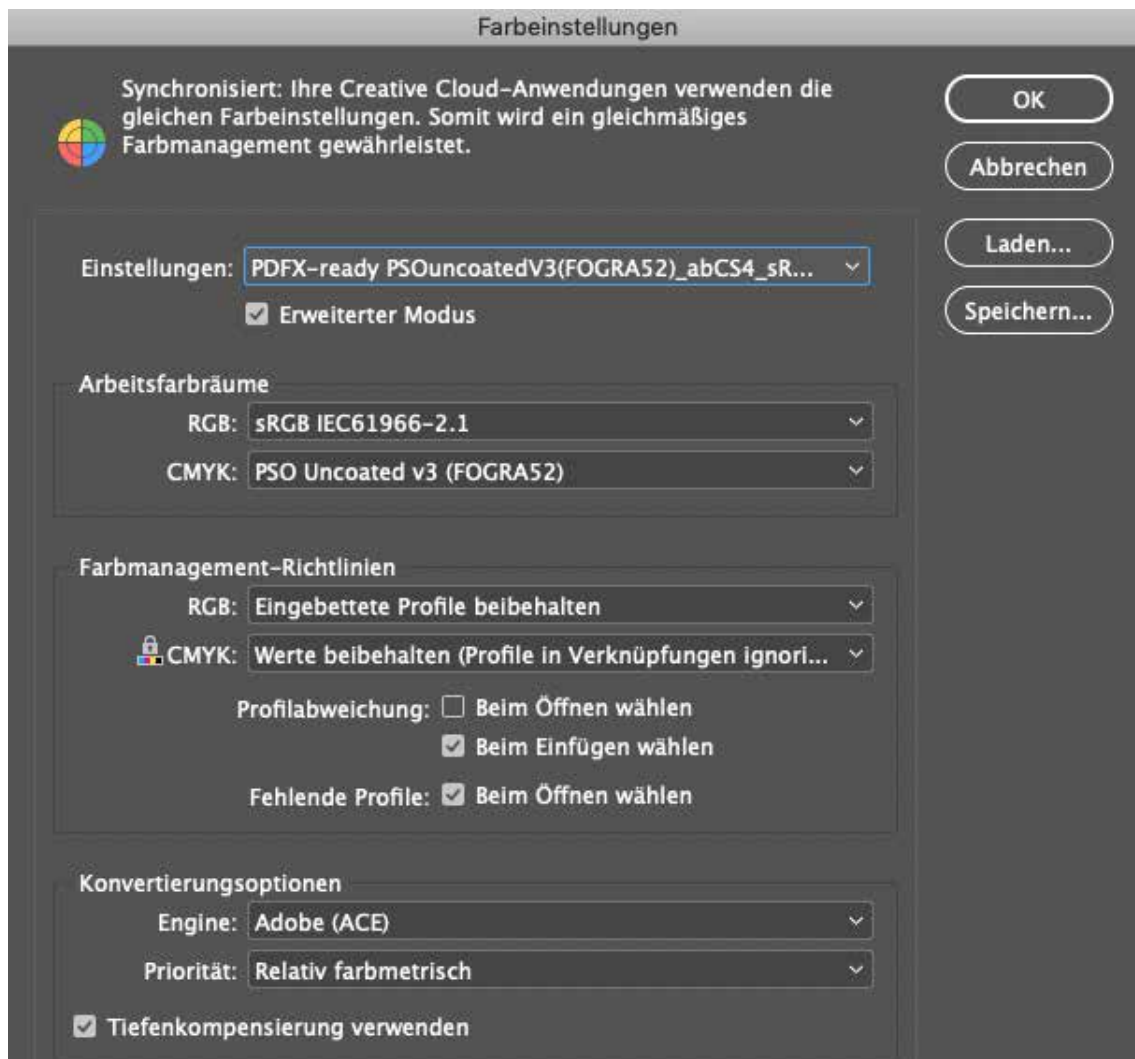 Farbeinstellungen
Synchronisiert: Ihre Creative Cloud-Anwendungen verwenden die
gleichen Farbeinstellungen. Somit wird ein gleichmäßiges
Farbmanagement gewährleistet.
OK
Abbrechen
Laden...
Speichern...
Einstellungen: PDFX-ready PSOuncoatedV3(FOGRA52)_abCS4_sR...
Erweiterter Modus
Arbeitsfarbräume
RGB: sRGB IEC61966-2.1
CMYK: PSO Uncoated v3 (FOGRA52)
Farbmanagement-Richtlinien
RGB: Eingebettete Profile beibehalten
CMYK: Werte beibehalten (Profile in Verknüpfungen ignori...
Profilabweichung: Beim Öffnen wählen
Beim Einfügen wählen
Fehlende Profile: Beim Öffnen wählen
Konvertierungsoptionen
Engine: Adobe (ACE)
Priorität: Relativ farbmetrisch
Tiefenkompensierung verwenden